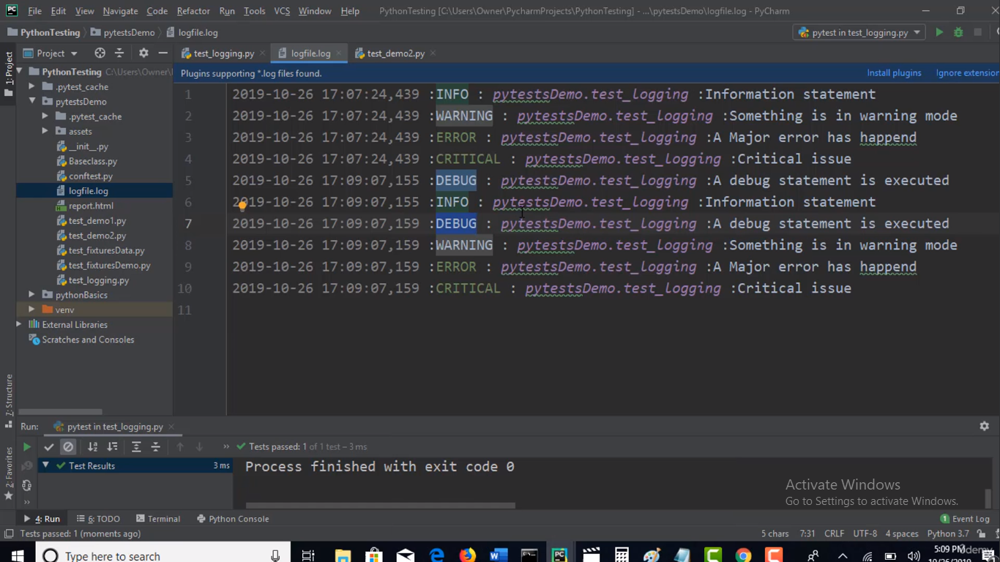 File Edit View Navigate Code Refactor Run Tools VCS Window Help PythonTesting [C:\Users\Owner\PycharmProjects\PythonTesting] - ...\pytestsDemo\logfile.log - PyCharm
PythonTesting pytestsDemo logfile.log pytest in test_logging.py
Project test_logging.py logfile.log test_demo2.py
Plugins supporting *.log files found. Install plugins Ignore extension
1: Project
7: Structure
2: Favorites
PythonTesting C:\Users\Owner\
.pytest_cache
pytestsDemo
.pytest_cache
assets
__init__.py
Baseclass.py
conftest.py
logfile.log
report.html
test_demo1.py
test_demo2.py
test_fixturesData.py
test_fixturesDemo.py
test_logging.py
pythonBasics
venv
External Libraries
Scratches and Consoles
1 2019-10-26 17:07:24,439 :INFO : pytestsDemo.test_logging :Information statement
2 2019-10-26 17:07:24,439 :WARNING : pytestsDemo.test_logging :Something is in warning mode
3 2019-10-26 17:07:24,439 :ERROR : pytestsDemo.test_logging :A Major error has happend
4 2019-10-26 17:07:24,439 :CRITICAL : pytestsDemo.test_logging :Critical issue
5 2019-10-26 17:09:07,155 :DEBUG : pytestsDemo.test_logging :A debug statement is executed
6 2019-10-26 17:09:07,155 :INFO : pytestsDemo.test_logging :Information statement
7 2019-10-26 17:09:07,159 :DEBUG : pytestsDemo.test_logging :A debug statement is executed
8 2019-10-26 17:09:07,159 :WARNING : pytestsDemo.test_logging :Something is in warning mode
9 2019-10-26 17:09:07,159 :ERROR : pytestsDemo.test_logging :A Major error has happend
10 2019-10-26 17:09:07,159 :CRITICAL : pytestsDemo.test_logging :Critical issue
11
Run: pytest in test_logging.py
Tests passed: 1 of 1 test – 3 ms
Test Results 3 ms
Process finished with exit code 0
Activate Windows
Go to Settings to activate Windows.
4: Run 6: TODO Terminal Python Console 1 Event Log
Tests passed: 1 (moments ago) 5 chars 7:31 CRLF UTF-8 4 spaces Python 3.7
Type here to search
5:09 PM
10/26/2019